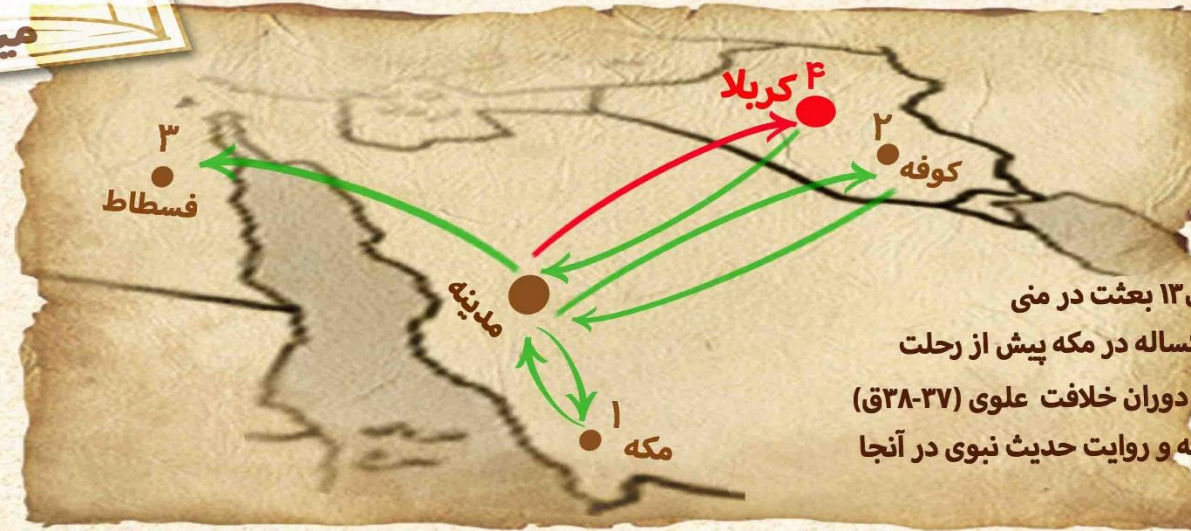 ۴ کربلا
۲
کوفه
۳
فسطاط
مدینه
۱
مکه
۱۳ بعثت در منی
در مکه پیش از رحلت
دوران خلافت علوی (۳۷-۳۸ق)
و روایت حدیث نبوی در آنجا